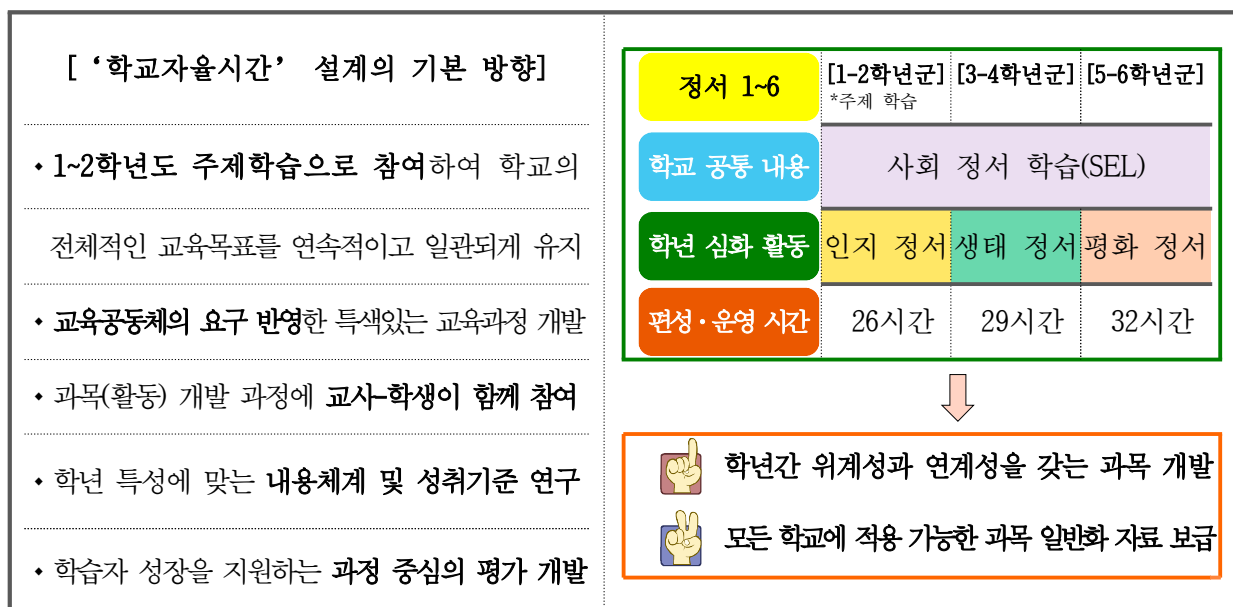 [ ‘학교자율시간’ 설계의 기본 방향]
◆ 1~2학년도 주제학습으로 참여하여 학교의
전체적인 교육목표를 연속적이고 일관되게 유지
◆ 교육공동체의 요구 반영한 특색있는 교육과정 개발
◆ 과목(활동) 개발 과정에 교사-학생이 함께 참여
◆ 학년 특성에 맞는 내용체계 및 성취기준 연구
◆ 학습자 성장을 지원하는 과정 중심의 평가 개발
정서 1~6 [1-2학년군] [3-4학년군] [5-6학년군]
*주제 학습
학교 공통 내용 사회 정서 학습(SEL)
학년 심화 활동 인지 정서 생태 정서 평화 정서
편성·운영 시간 26시간 29시간 32시간
학년간 위계성과 연계성을 갖는 과목 개발
모든 학교에 적용 가능한 과목 일반화 자료 보급